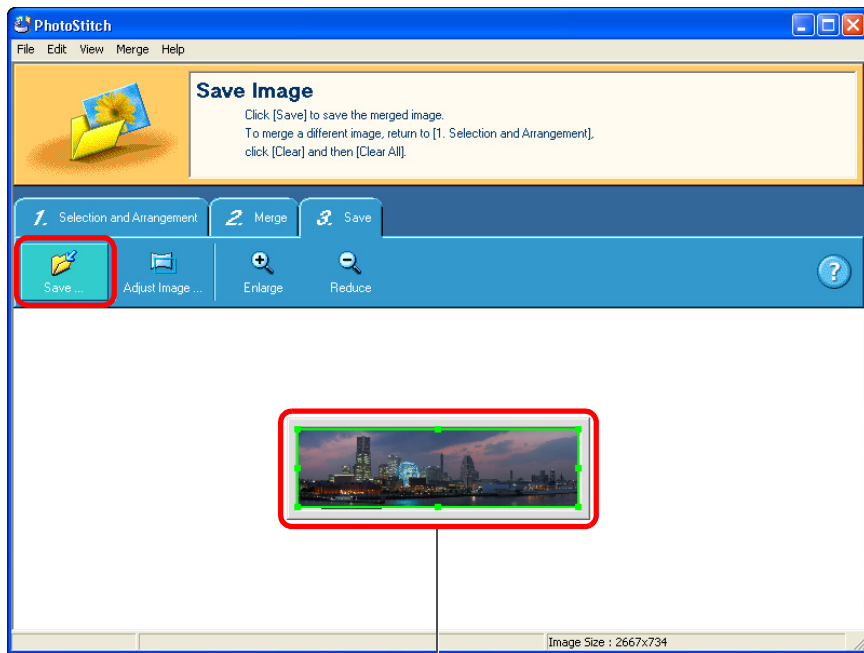 PhotoStitch
File Edit View Merge Help
Save Image
Click [Save] to save the merged image.
To merge a different image, return to [1. Selection and Arrangement],
click [Clear] and then [Clear All].
1. Selection and Arrangement 2. Merge 3. Save
Save ... Adjust Image ... Enlarge Reduce ?
Image Size : 2667x734